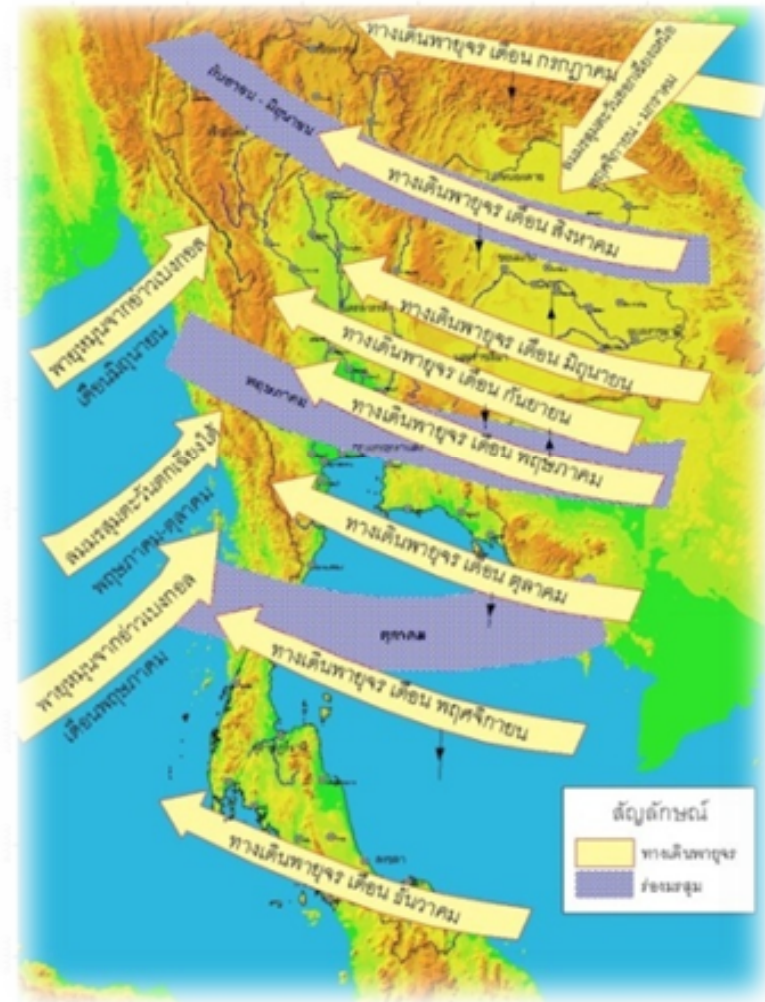 ทางเดินพายุจร เดือน กรกฎาคม
ลมมรสุมตะวันออกเฉียงเหนือ
พฤศจิกายน - มกราคม
กันยายน - มิถุนายน
ทางเดินพายุจร เดือน สิงหาคม
พายุหมุนจากอ่าวเบงกอล
เดือนมิถุนายน
ทางเดินพายุจร เดือน มิถุนายน
ทางเดินพายุจร เดือน กันยายน
พฤษภาคม
ทางเดินพายุจร เดือน พฤษภาคม
ลมมรสุมตะวันตกเฉียงใต้
พฤษภาคม-ตุลาคม
ทางเดินพายุจร เดือน ตุลาคม
พายุหมุนจากอ่าวเบงกอล
เดือนพฤษภาคม
ตุลาคม
ทางเดินพายุจร เดือน พฤศจิกายน
สงขลา
ทางเดินพายุจร เดือน ธันวาคม
สัญลักษณ์
ทางเดินพายุจร
ร่องมรสุม